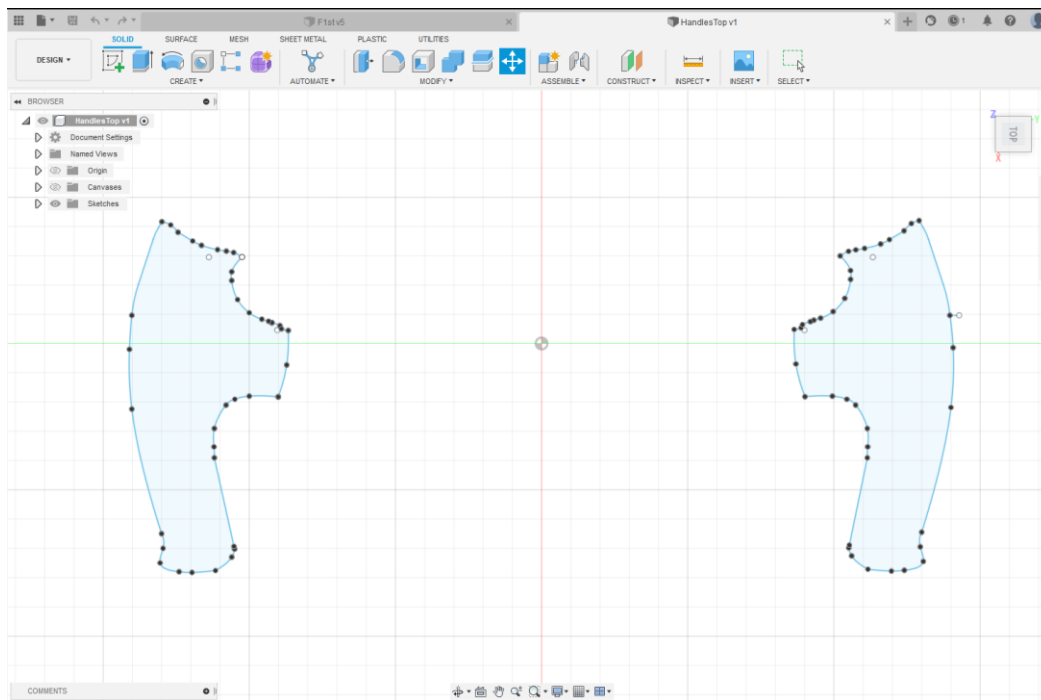 F1st v5
HandlesTop v1
1
SOLID SURFACE MESH SHEET METAL PLASTIC UTILITIES
DESIGN
CREATE AUTOMATE MODIFY ASSEMBLE CONSTRUCT INSPECT INSERT SELECT
BROWSER
HandlesTop v1
Document Settings
Named Views
Origin
Canvases
Sketches
Z
Y
TOP
X
COMMENTS